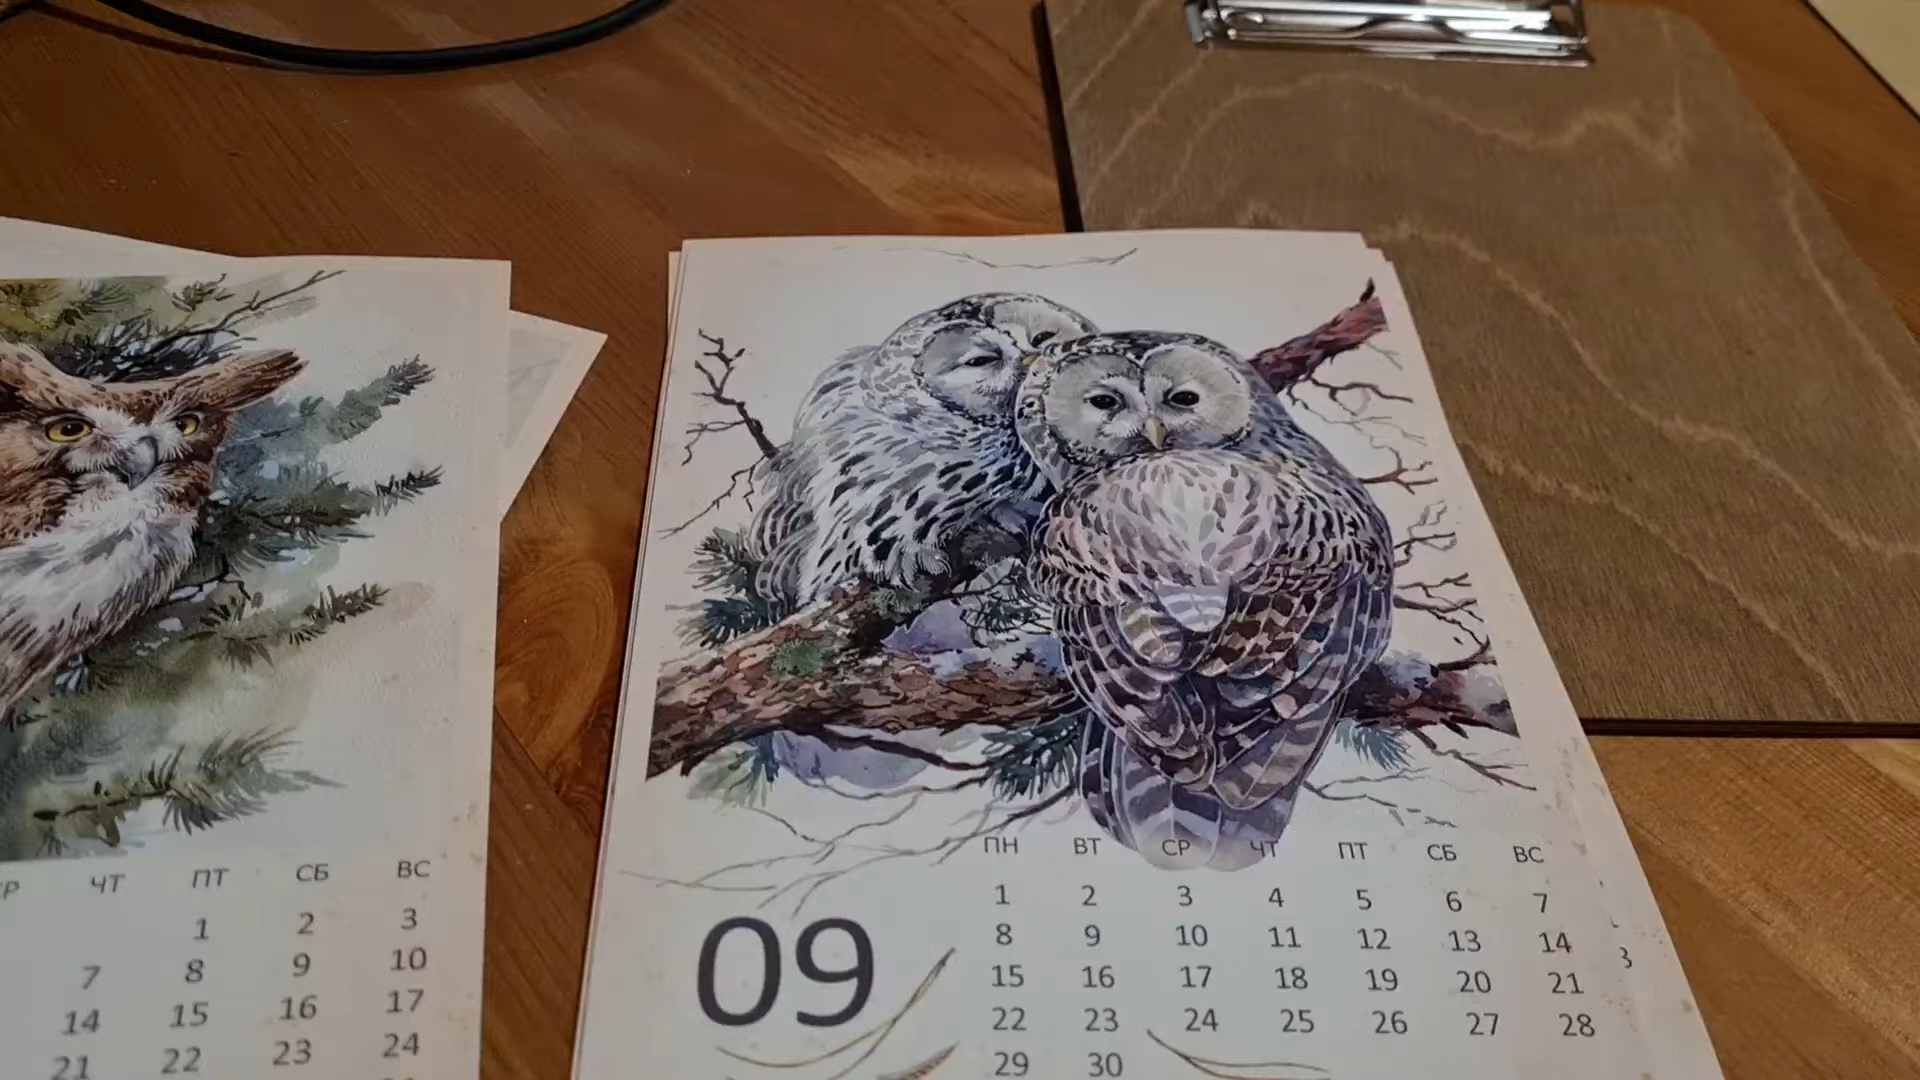 ЧТ ПТ СБ ВС
1 2 3
7 8 9 10
14 15 16 17
21 22 23 24
ПН ВТ СР ЧТ ПТ СБ ВС
09
1 2 3 4 5 6 7
8 9 10 11 12 13 14
15 16 17 18 19 20 21
22 23 24 25 26 27 28
29 30